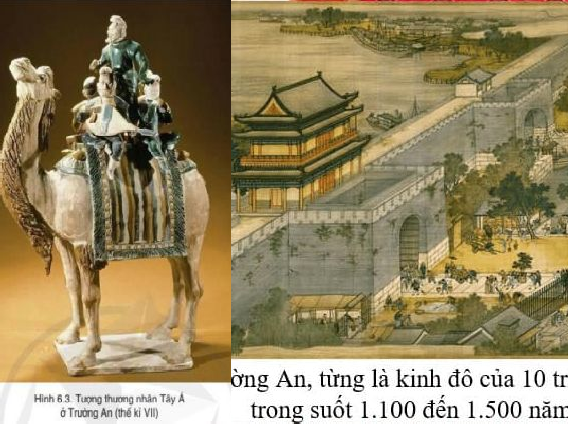 Hình 6.3. Tượng thương nhân Tây Á
ở Trường An (thế kỉ VII)
ờng An, từng là kinh đô của 10 tr
trong suốt 1.100 đến 1.500 năm